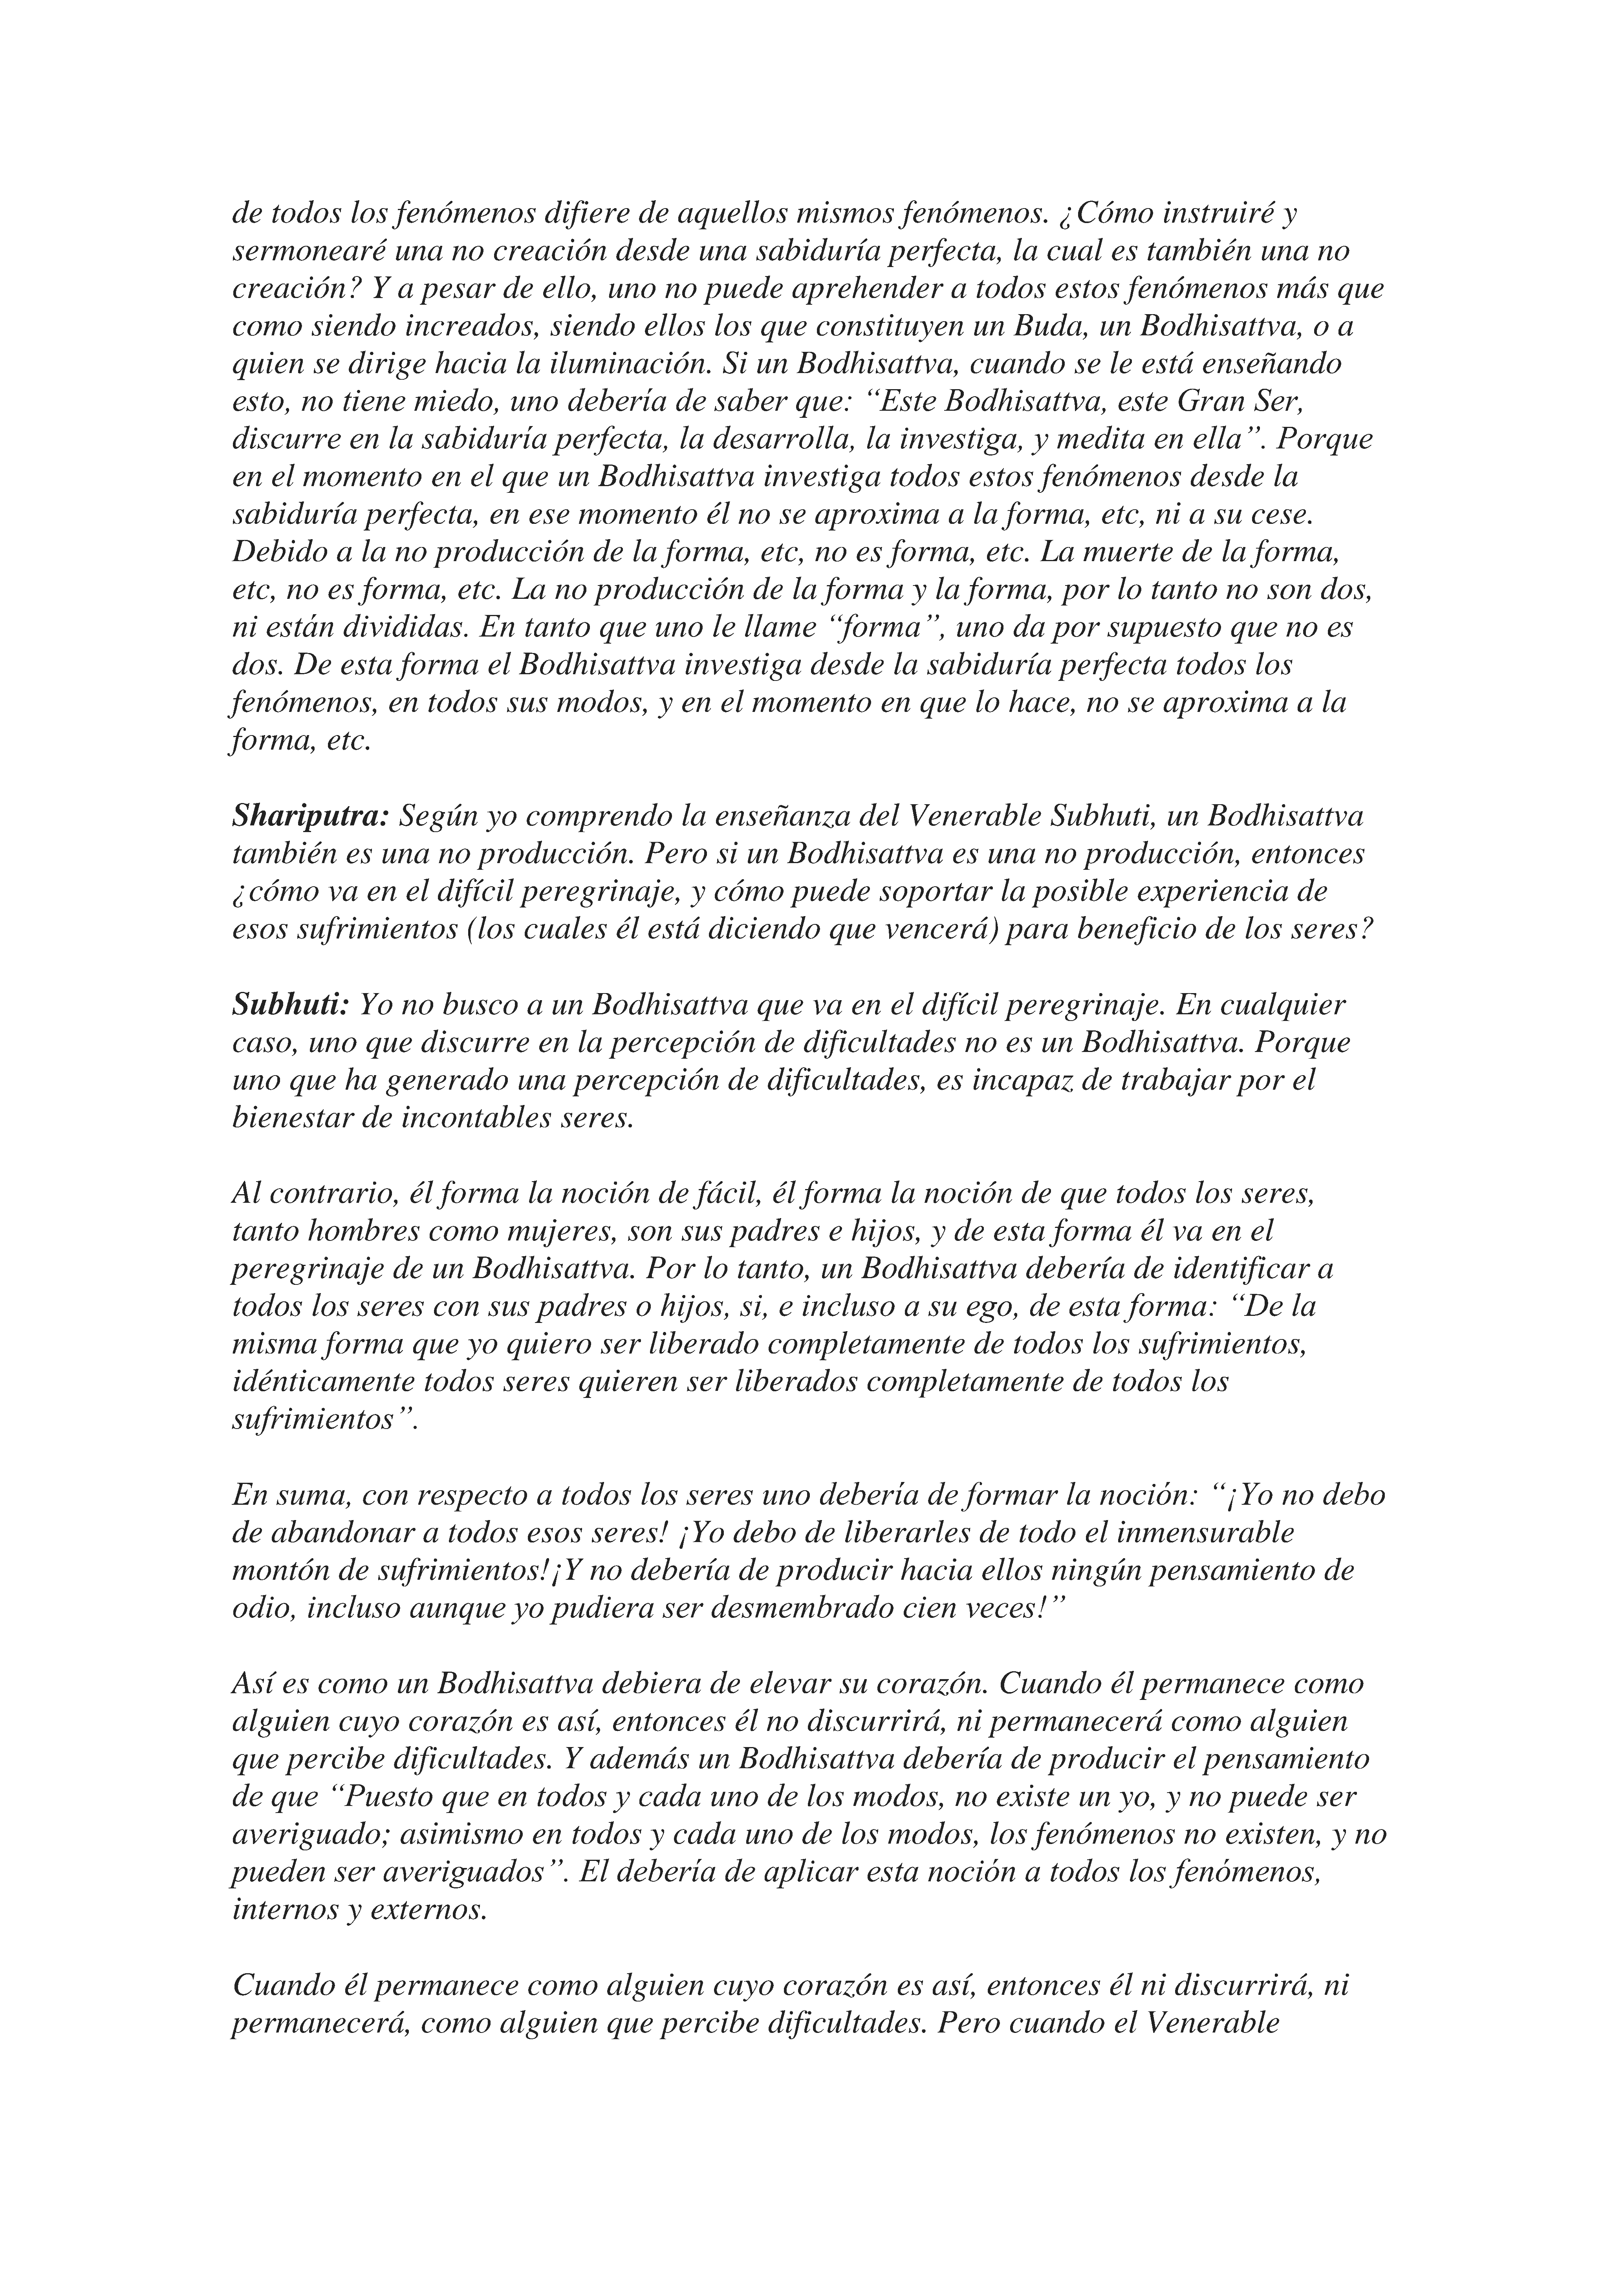 de todos los fenómenos difiere de aquellos mismos fenómenos. ¿Cómo instruiré y
sermonearé una no creación desde una sabiduría perfecta, la cual es también una no
creación? Y a pesar de ello, uno no puede aprehender a todos estos fenómenos más que
como siendo increados, siendo ellos los que constituyen un Buda, un Bodhisattva, o a
quien se dirige hacia la iluminación. Si un Bodhisattva, cuando se le está enseñando
esto, no tiene miedo, uno debería de saber que: “Este Bodhisattva, este Gran Ser,
discurre en la sabiduría perfecta, la desarrolla, la investiga, y medita en ella”. Porque
en el momento en el que un Bodhisattva investiga todos estos fenómenos desde la
sabiduría perfecta, en ese momento él no se aproxima a la forma, etc, ni a su cese.
Debido a la no producción de la forma, etc, no es forma, etc. La muerte de la forma,
etc, no es forma, etc. La no producción de la forma y la forma, por lo tanto no son dos,
ni están divididas. En tanto que uno le llame “forma”, uno da por supuesto que no es
dos. De esta forma el Bodhisattva investiga desde la sabiduría perfecta todos los
fenómenos, en todos sus modos, y en el momento en que lo hace, no se aproxima a la
forma, etc.
Shariputra: Según yo comprendo la enseñanza del Venerable Subhuti, un Bodhisattva
también es una no producción. Pero si un Bodhisattva es una no producción, entonces
¿cómo va en el difícil peregrinaje, y cómo puede soportar la posible experiencia de
esos sufrimientos (los cuales él está diciendo que vencerá) para beneficio de los seres?
Subhuti: Yo no busco a un Bodhisattva que va en el difícil peregrinaje. En cualquier
caso, uno que discurre en la percepción de dificultades no es un Bodhisattva. Porque
uno que ha generado una percepción de dificultades, es incapaz de trabajar por el
bienestar de incontables seres.
Al contrario, él forma la noción de fácil, él forma la noción de que todos los seres,
tanto hombres como mujeres, son sus padres e hijos, y de esta forma él va en el
peregrinaje de un Bodhisattva. Por lo tanto, un Bodhisattva debería de identificar a
todos los seres con sus padres o hijos, si, e incluso a su ego, de esta forma: “De la
misma forma que yo quiero ser liberado completamente de todos los sufrimientos,
idénticamente todos seres quieren ser liberados completamente de todos los
sufrimientos”.
En suma, con respecto a todos los seres uno debería de formar la noción: “¡Yo no debo
de abandonar a todos esos seres! ¡Yo debo de liberarles de todo el inmensurable
montón de sufrimientos!¡Y no debería de producir hacia ellos ningún pensamiento de
odio, incluso aunque yo pudiera ser desmembrado cien veces!”
Así es como un Bodhisattva debiera de elevar su corazón. Cuando él permanece como
alguien cuyo corazón es así, entonces él no discurrirá, ni permanecerá como alguien
que percibe dificultades. Y además un Bodhisattva debería de producir el pensamiento
de que “Puesto que en todos y cada uno de los modos, no existe un yo, y no puede ser
averiguado; asimismo en todos y cada uno de los modos, los fenómenos no existen, y no
pueden ser averiguados”. El debería de aplicar esta noción a todos los fenómenos,
internos y externos.
Cuando él permanece como alguien cuyo corazón es así, entonces él ni discurrirá, ni
permanecerá, como alguien que percibe dificultades. Pero cuando el Venerable